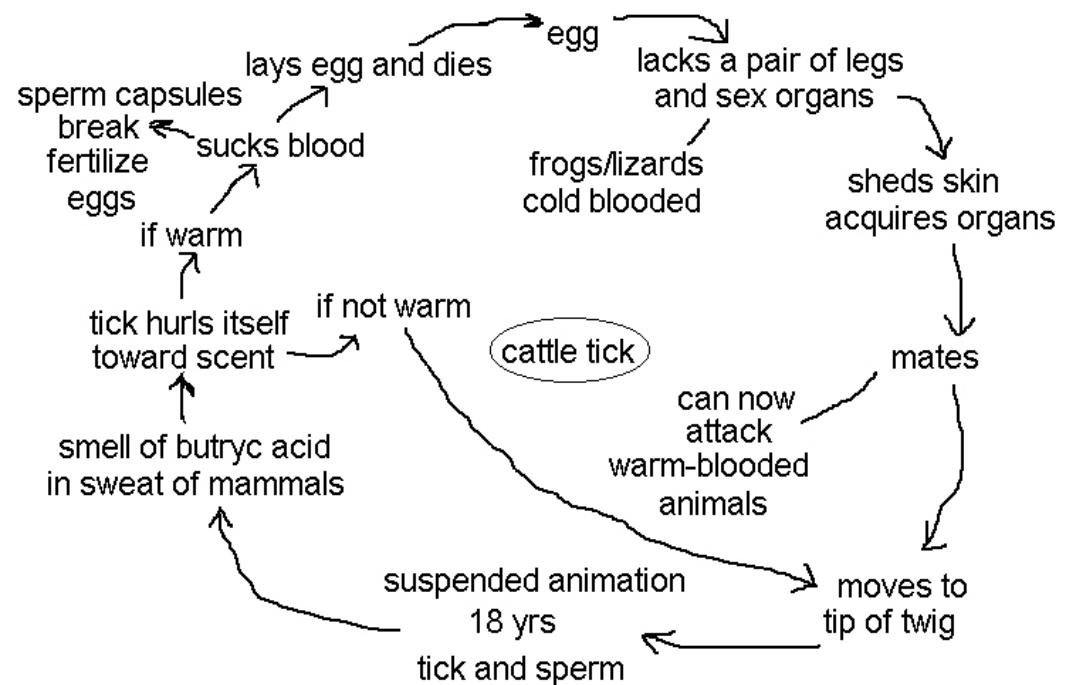 egg
lacks a pair of legs
and sex organs
frogs/lizards
cold blooded
sheds skin
acquires organs
mates
can now
attack
warm-blooded
animals
moves to
tip of twig
suspended animation
18 yrs
tick and sperm
smell of butryc acid
in sweat of mammals
tick hurls itself
toward scent
if not warm
if warm
sucks blood
sperm capsules
break
fertilize
eggs
lays egg and dies
cattle tick